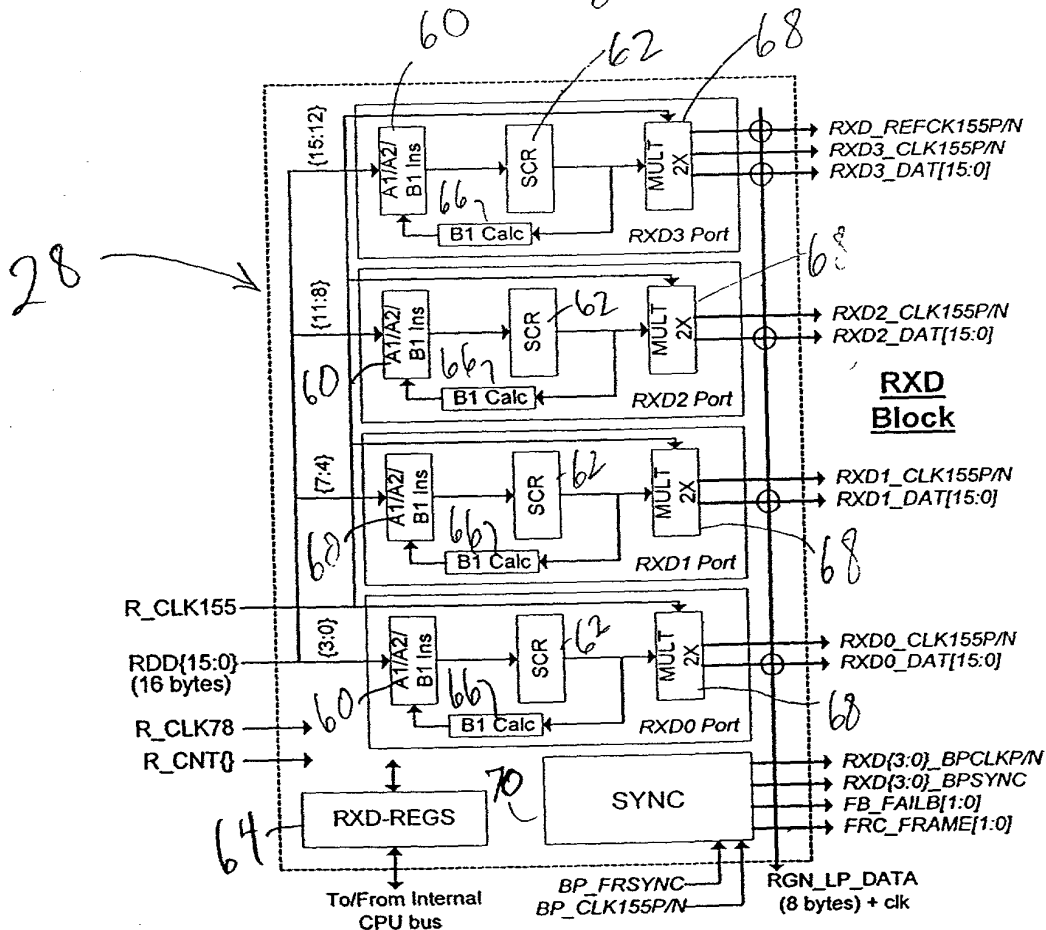 60
62
68
{15:12}
A1/A2/
B1 Ins
SCR
MULT
2X
66
B1 Calc
RXD3 Port
RXD_REFCK155P/N
RXD3_CLK155P/N
RXD3_DAT[15:0]
28
{11:8}
A1/A2/
B1 Ins
62
SCR
MULT
2X
68
60
66
B1 Calc
RXD2 Port
RXD2_CLK155P/N
RXD2_DAT[15:0]
RXD
Block
{7:4}
A1/A2/
B1 Ins
62
SCR
MULT
2X
60
66
B1 Calc
RXD1 Port
68
RXD1_CLK155P/N
RXD1_DAT[15:0]
R_CLK155
{3:0}
RDD{15:0}
(16 bytes)
A1/A2/
B1 Ins
62
SCR
MULT
2X
60
66
B1 Calc
RXD0 Port
68
RXD0_CLK155P/N
RXD0_DAT[15:0]
R_CLK78
R_CNT{}
64
RXD-REGS
70
SYNC
RXD{3:0}_BPCLKP/N
RXD{3:0}_BPSYNC
FB_FAILB[1:0]
FRC_FRAME[1:0]
To/From Internal
CPU bus
BP_FRSYNC
BP_CLK155P/N
RGN_LP_DATA
(8 bytes) + clk